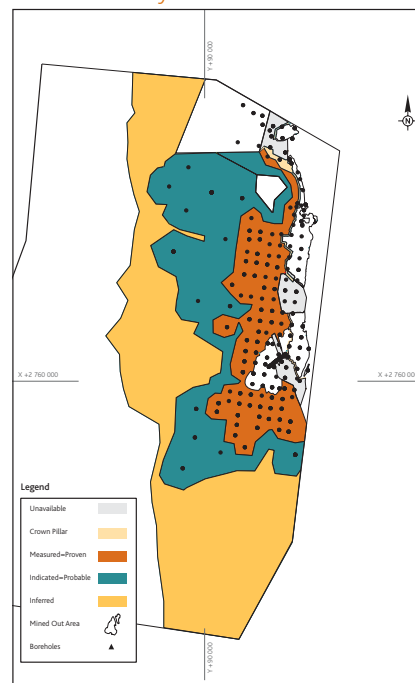 Y +90 000
N
X +2 760 000
X +2 760 000
Legend
Unavailable
Crown Pillar
Measured=Proven
Indicated=Probable
Inferred
Mined Out Area
Boreholes
Y +90 000